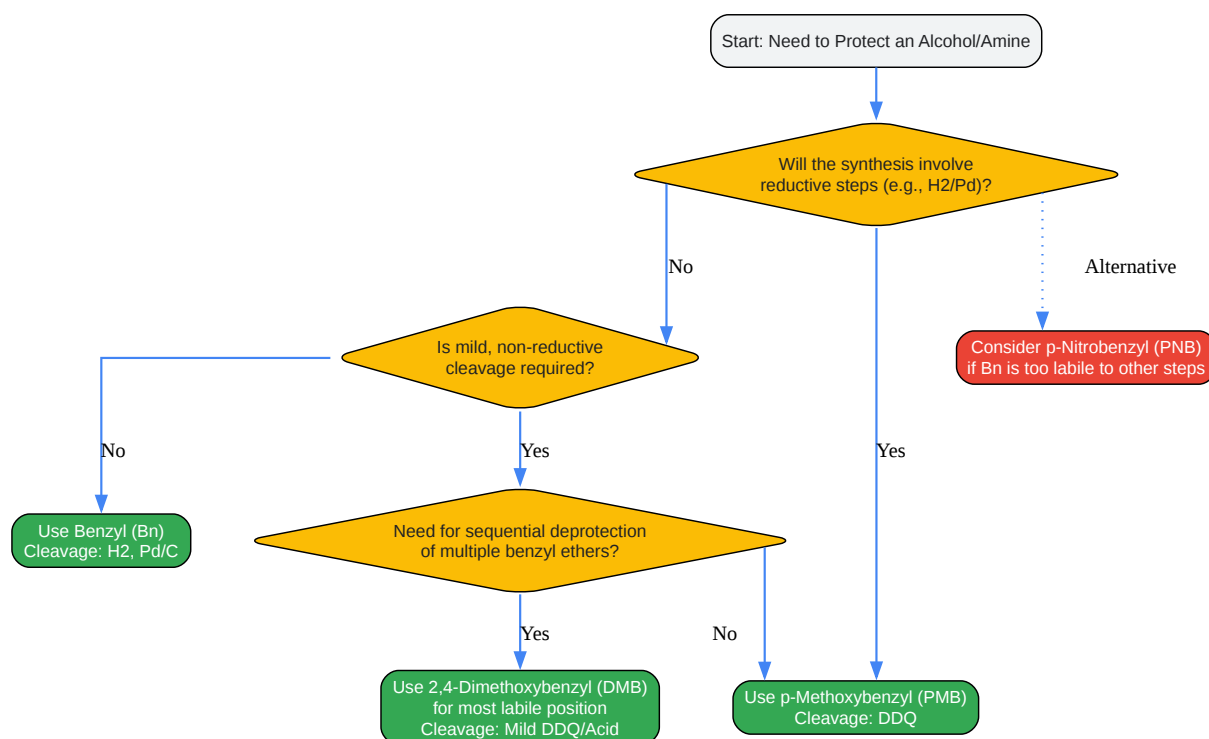 Start: Need to Protect an Alcohol/Amine
Will the synthesis involve
reductive steps (e.g., H2/Pd)?
No
Alternative
Is mild, non-reductive
cleavage required?
Consider p-Nitrobenzyl (PNB)
if Bn is too labile to other steps
No
Yes
Yes
Use Benzyl (Bn)
Cleavage: H2, Pd/C
Need for sequential deprotection
of multiple benzyl ethers?
Yes
No
Use 2,4-Dimethoxybenzyl (DMB)
for most labile position
Cleavage: Mild DDQ/Acid
Use p-Methoxybenzyl (PMB)
Cleavage: DDQ